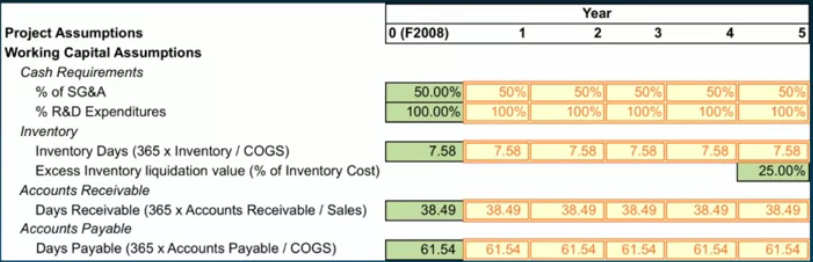 Year
Project Assumptions 0 (F2008) 1 2 3 4 5
Working Capital Assumptions
Cash Requirements
% of SG&A 50.00% 50% 50% 50% 50% 50%
% R&D Expenditures 100.00% 100% 100% 100% 100% 100%
Inventory
Inventory Days (365 x Inventory / COGS) 7.58 7.58 7.58 7.58 7.58 7.58
Excess Inventory liquidation value (% of Inventory Cost) 25.00%
Accounts Receivable
Days Receivable (365 x Accounts Receivable / Sales) 38.49 38.49 38.49 38.49 38.49 38.49
Accounts Payable
Days Payable (365 x Accounts Payable / COGS) 61.54 61.54 61.54 61.54 61.54 61.54